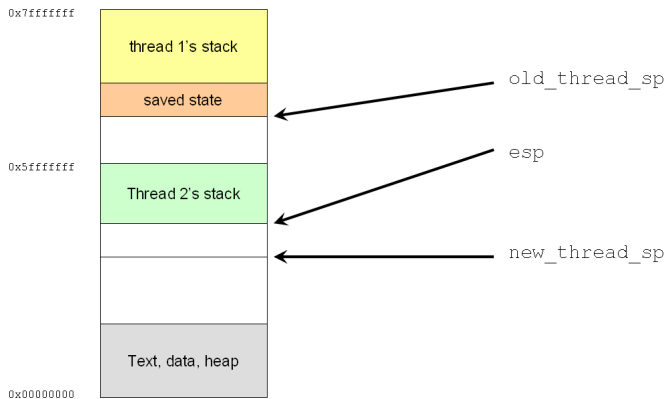 0x7fffffff
thread 1's stack
old_thread_sp
saved state
esp
0x5fffffff
Thread 2's stack
new_thread_sp
Text, data, heap
0x00000000